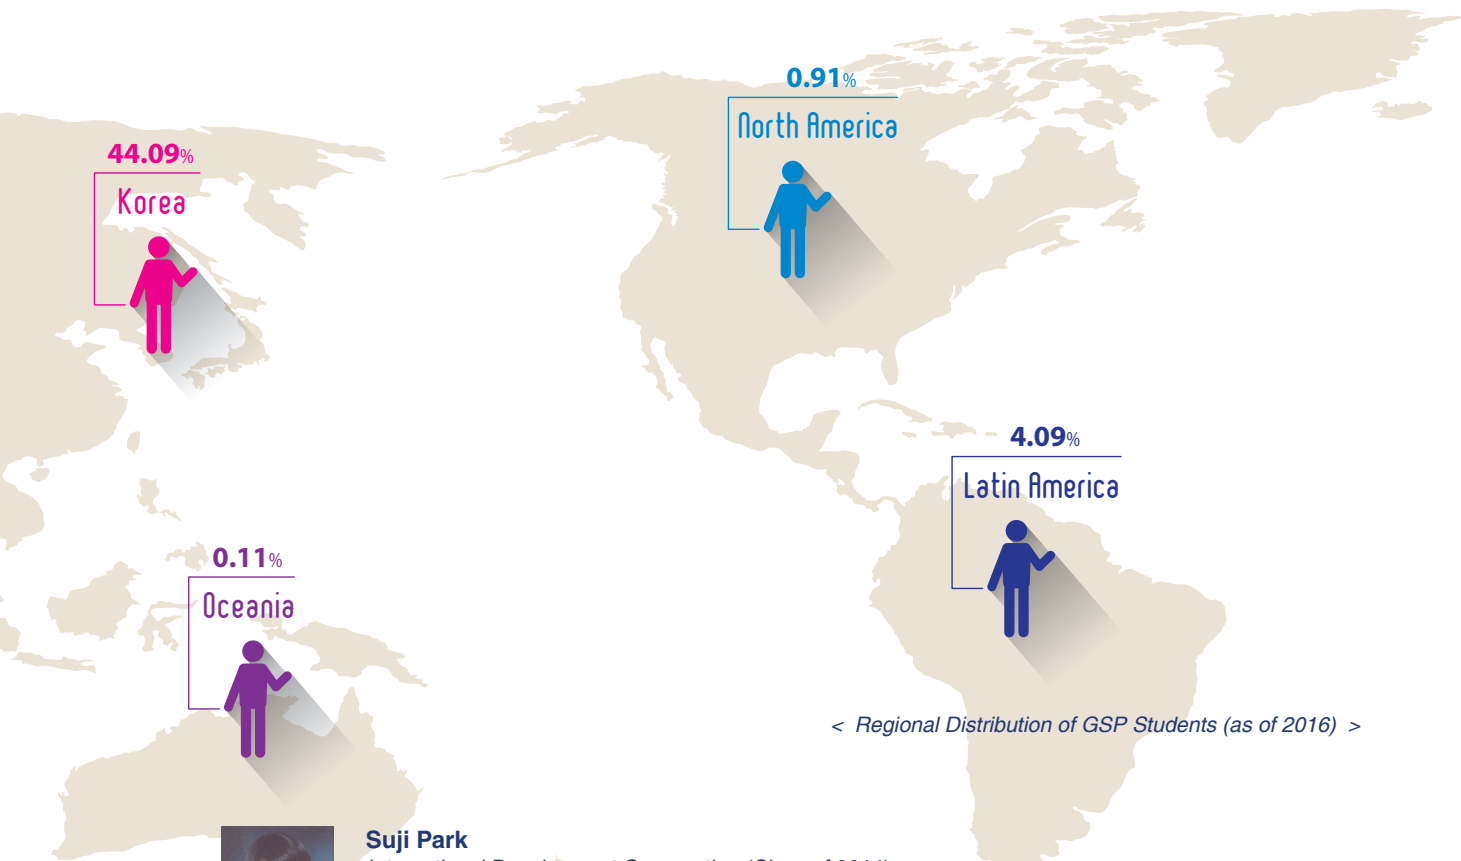 0.91%
North America
44.09%
Korea
4.09%
Latin America
0.11%
Oceania
< Regional Distribution of GSP Students (as of 2016) >
Suji Park